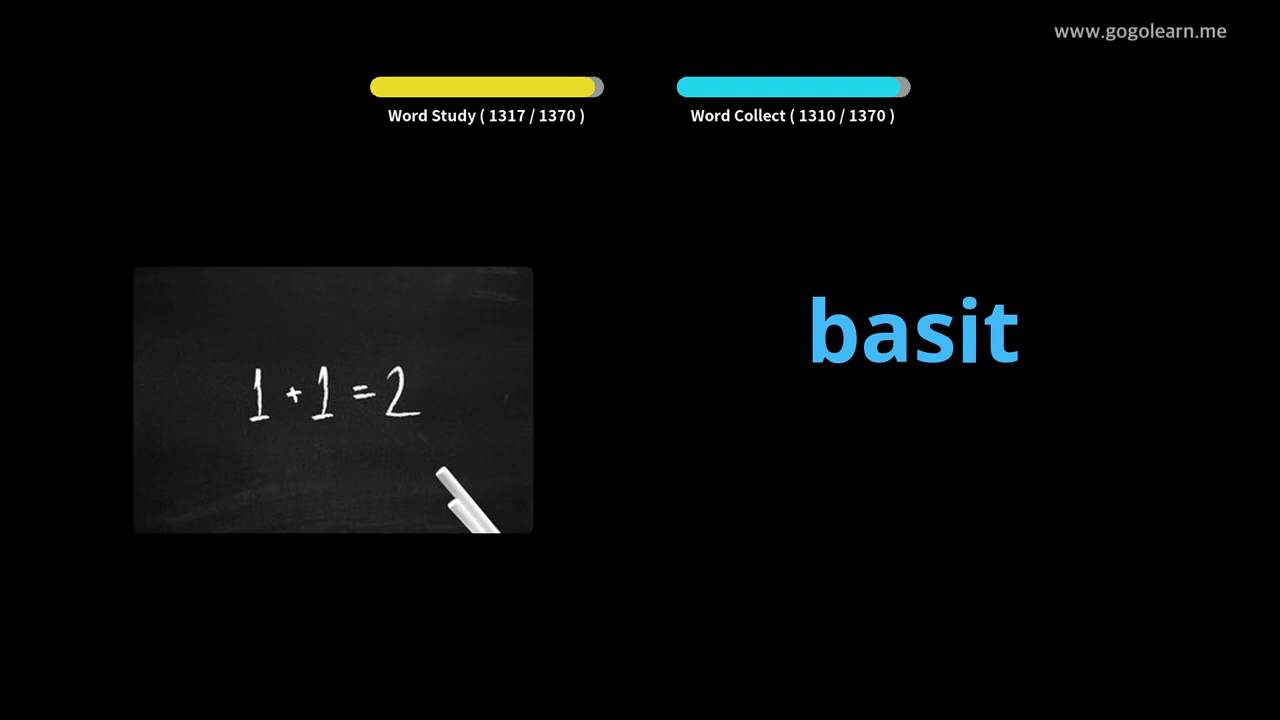 www.gogolearn.me
Word Study ( 1317 / 1370 )
Word Collect ( 1310 / 1370 )
basit
1 + 1 = 2